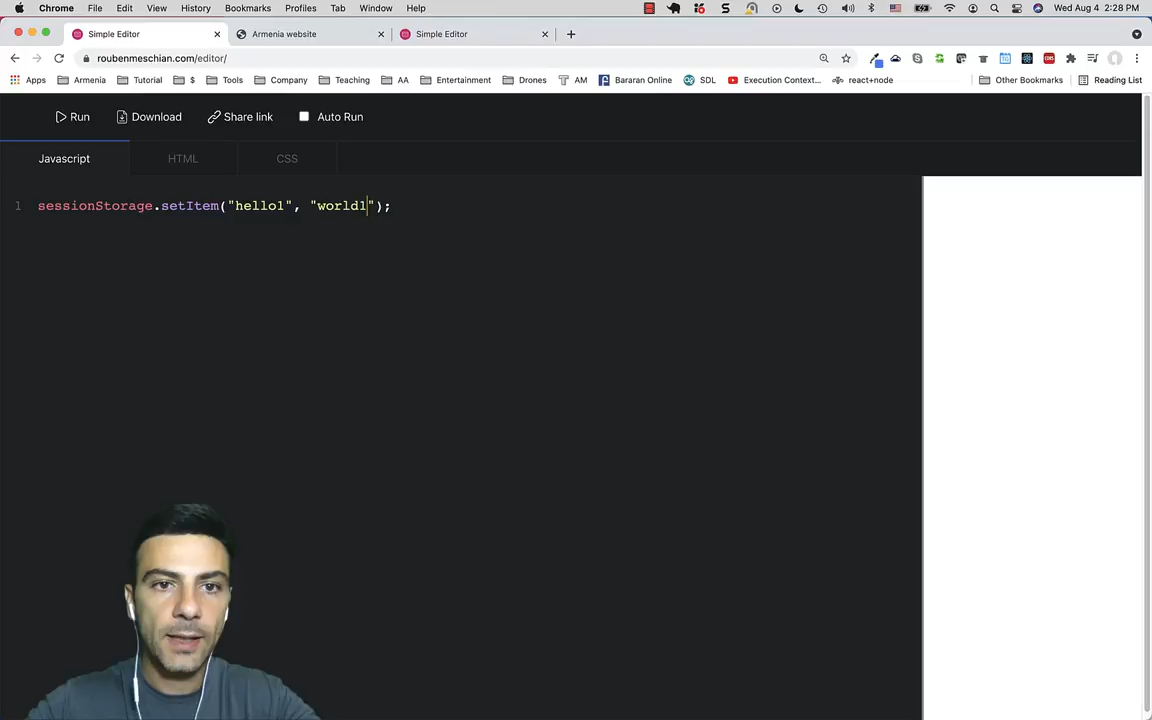 Chrome File Edit View History Bookmarks Profiles Tab Window Help Wed Aug 4 2:28 PM
Simple Editor Armenia website Simple Editor
roubenmeschian.com/editor/
Apps Armenia Tutorial $ Tools Company Teaching AA Entertainment Drones AM Bararan Online SDL Execution Context... react+node Other Bookmarks Reading List
Run Download Share link Auto Run
Javascript HTML CSS
1 sessionStorage.setItem("hello1", "world1");